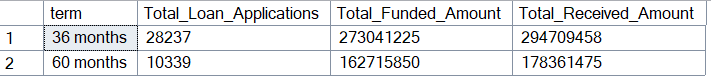 term Total_Loan_Applications Total_Funded_Amount Total_Received_Amount
1 36 months 28237 273041225 294709458
2 60 months 10339 162715850 178361475